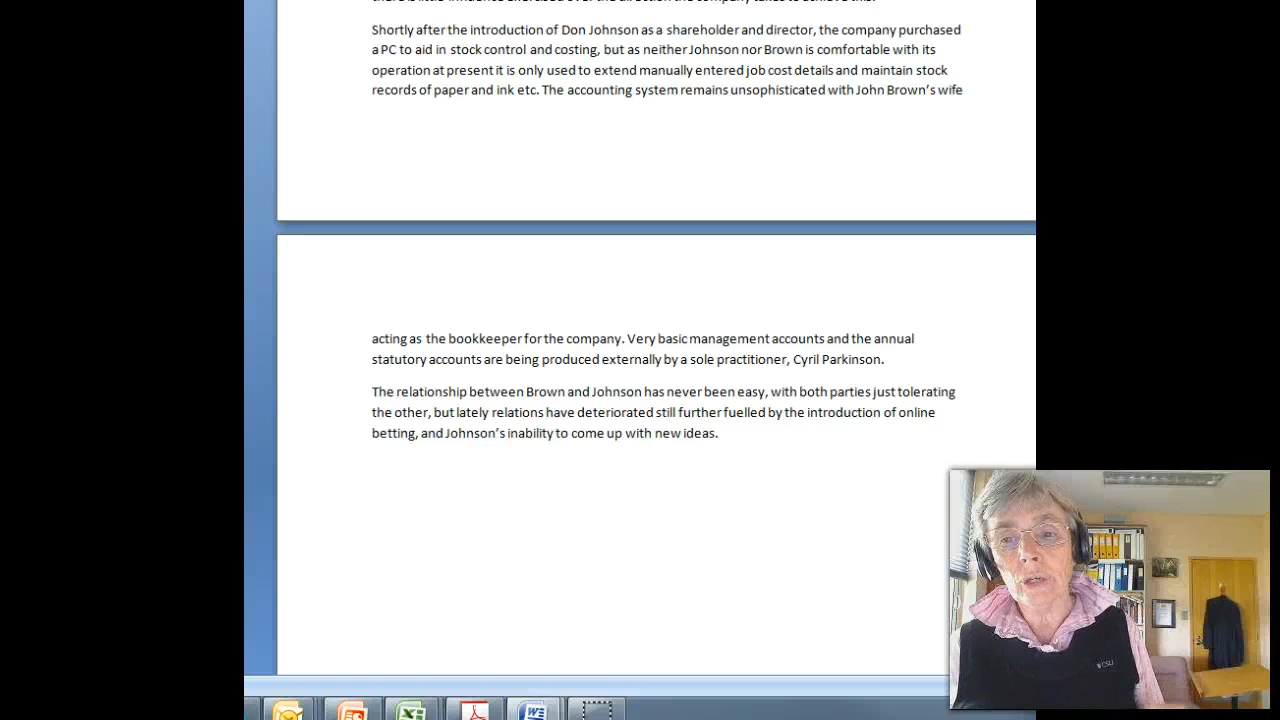 Shortly after the introduction of Don Johnson as a shareholder and director, the company purchased
a PC to aid in stock control and costing, but as neither Johnson nor Brown is comfortable with its
operation at present it is only used to extend manually entered job cost details and maintain stock
records of paper and ink etc. The accounting system remains unsophisticated with John Brown's wife
acting as the bookkeeper for the company. Very basic management accounts and the annual
statutory accounts are being produced externally by a sole practitioner, Cyril Parkinson.
The relationship between Brown and Johnson has never been easy, with both parties just tolerating
the other, but lately relations have deteriorated still further fuelled by the introduction of online
betting, and Johnson's inability to come up with new ideas.
CSU